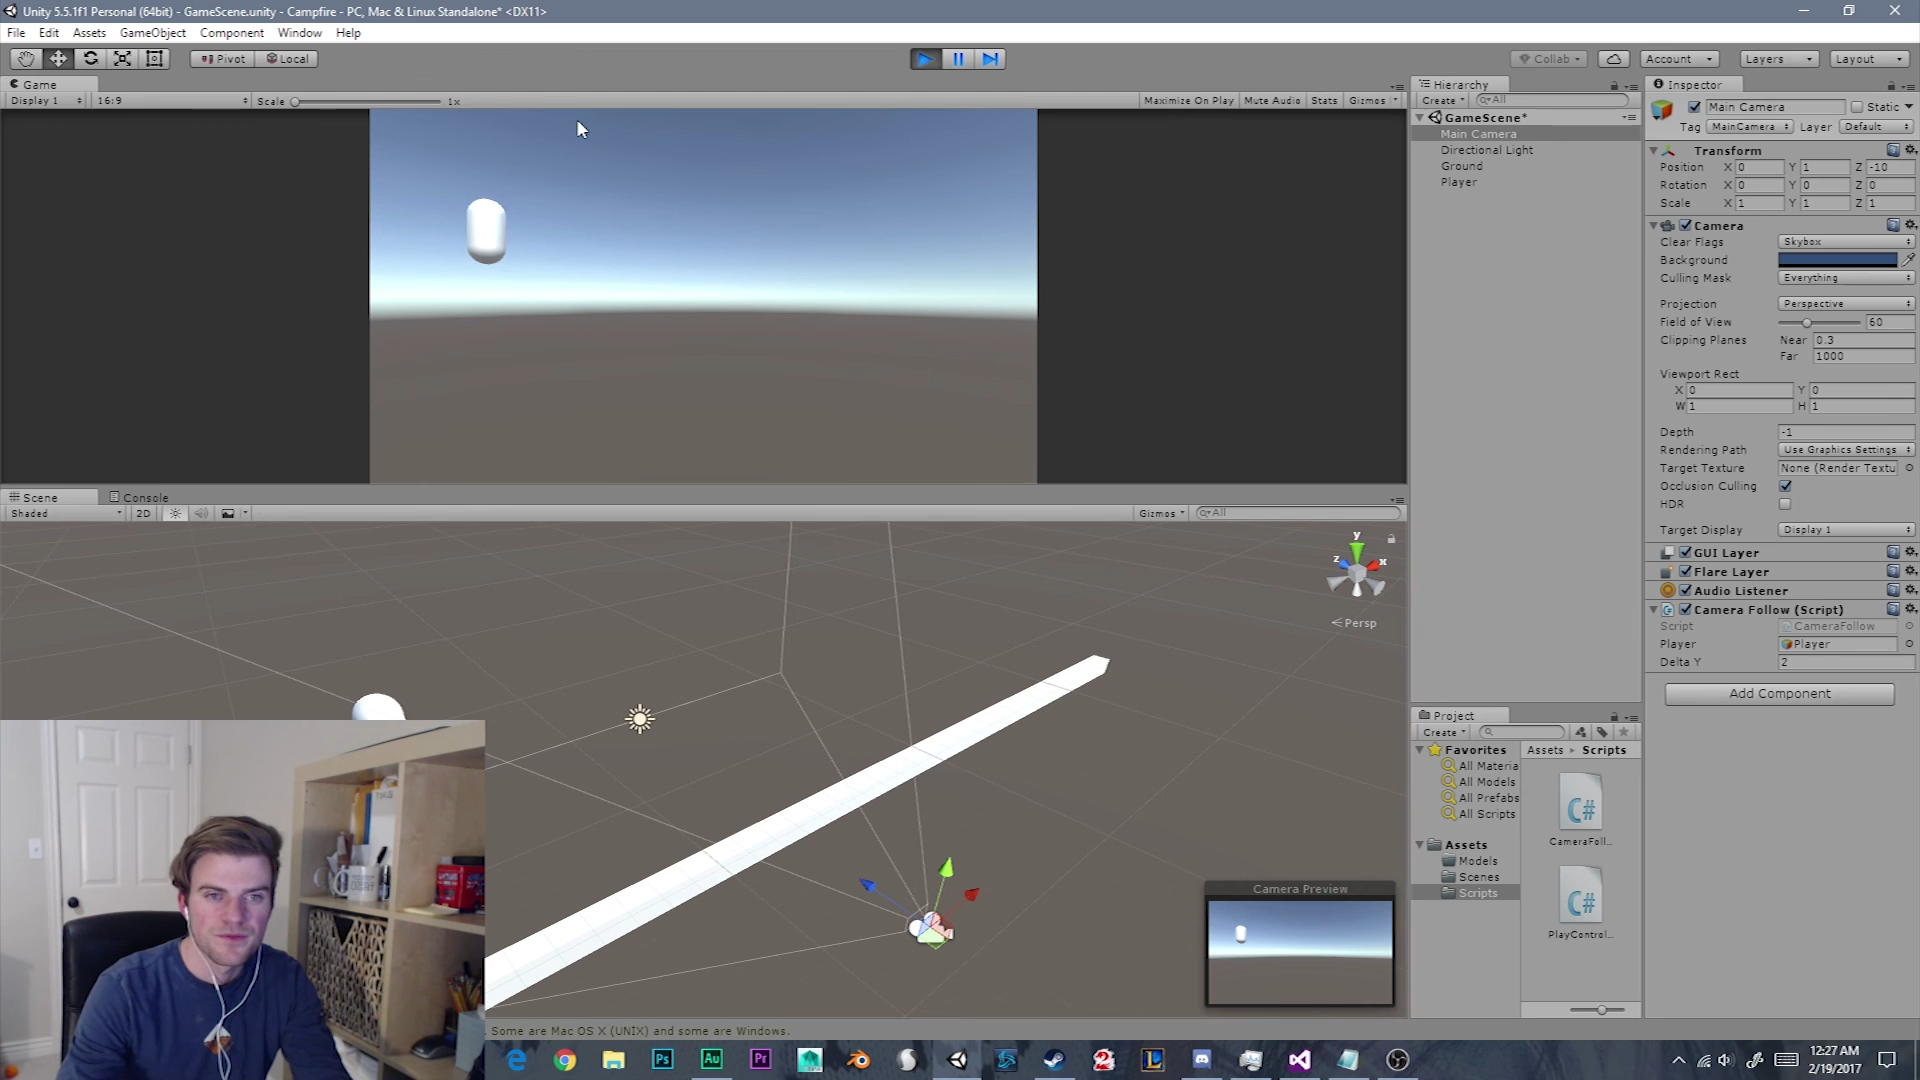 Unity 5.5.1f1 Personal (64bit) - GameScene.unity - Campfire - PC, Mac & Linux Standalone* <DX11>
File Edit Assets GameObject Component Window Help
Pivot Local Collab Account Layers Layout
Game
Display 1 16:9 Scale 1x Maximize On Play Mute Audio Stats Gizmos
Hierarchy
Create All
GameScene*
Main Camera
Directional Light
Ground
Player
Inspector
Main Camera Static
Tag MainCamera Layer Default
Transform
Position X 0 Y 1 Z -10
Rotation X 0 Y 0 Z 0
Scale X 1 Y 1 Z 1
Camera
Clear Flags Skybox
Background
Culling Mask Everything
Projection Perspective
Field of View 60
Clipping Planes Near 0.3
Far 1000
Viewport Rect
X 0 Y 0
W 1 H 1
Depth -1
Rendering Path Use Graphics Settings
Target Texture None (Render Textu
Occlusion Culling
HDR
Target Display Display 1
GUI Layer
Flare Layer
Audio Listener
Camera Follow (Script)
Script CameraFollow
Player Player
Delta Y 2
Add Component
Scene Console
Shaded 2D Gizmos All
y
z x
Persp
Camera Preview
Project
Create
Favorites
All Materia
All Models
All Prefabs
All Scripts
Assets
Models
Scenes
Scripts
Assets Scripts
C#
CameraFoll...
C#
PlayControl...
Some are Mac OS X (UNIX) and some are Windows.
Ps Au Pr L
12:27 AM
2/19/2017